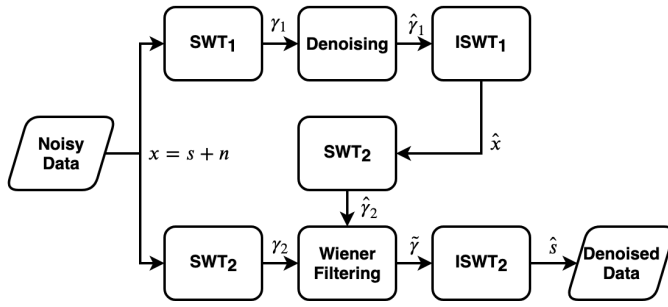 SWT₁
γ₁
Denoising
γ̂₁
ISWT₁
Noisy
Data
x = s + n
SWT₂
x̂
γ̂₂
SWT₂
γ₂
Wiener
Filtering
γ̃
ISWT₂
ŝ
Denoised
Data